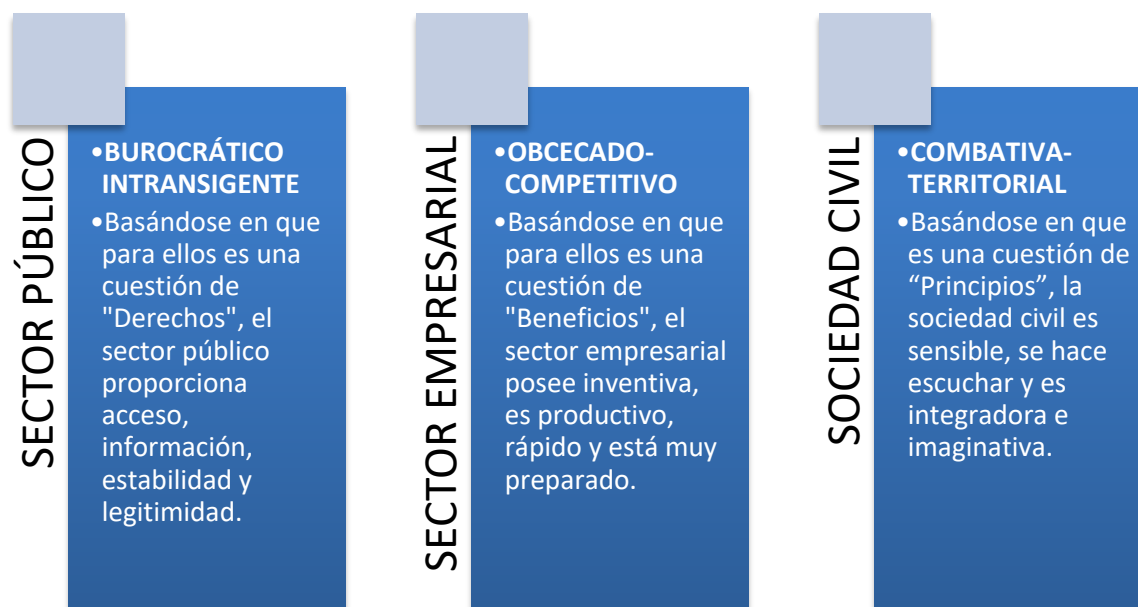 SECTOR PÚBLICO
•BUROCRÁTICO
INTRANSIGENTE
•Basándose en que
para ellos es una
cuestión de
"Derechos", el
sector público
proporciona
acceso,
información,
estabilidad y
legitimidad.
SECTOR EMPRESARIAL
•OBCECADO-
COMPETITIVO
•Basándose en que
para ellos es una
cuestión de
"Beneficios", el
sector empresarial
posee inventiva,
es productivo,
rápido y está muy
preparado.
SOCIEDAD CIVIL
•COMBATIVA-
TERRITORIAL
•Basándose en que
es una cuestión de
“Principios”, la
sociedad civil es
sensible, se hace
escuchar y es
integradora e
imaginativa.